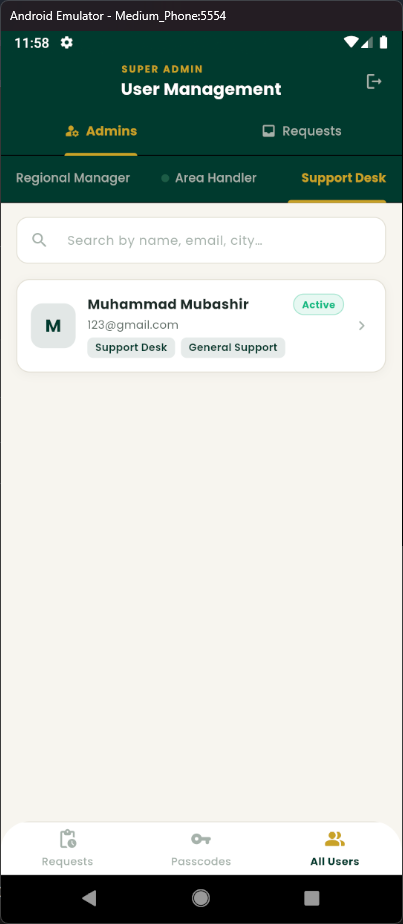 Android Emulator - Medium_Phone:5554
11:58
SUPER ADMIN
User Management
Admins
Requests
Regional Manager
Area Handler
Support Desk
Search by name, email, city...
M
Muhammad Mubashir
Active
123@gmail.com
Support Desk
General Support
Requests
Passcodes
All Users